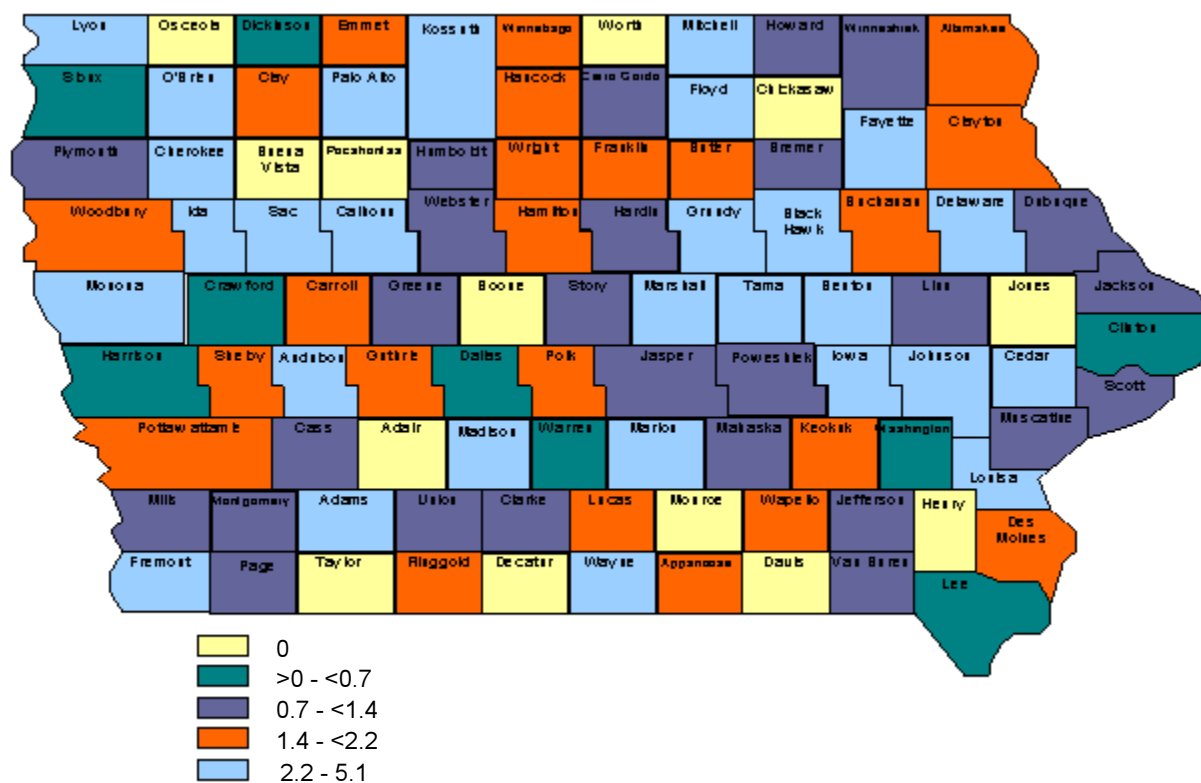 Lyon Osceola Dickinson Emmet Kossuth Winnebago Worth Mitchell Howard Winneshiek Allamakee
Sioux O'Brien Clay Palo Alto Hancock Cerro Gordo Floyd Chickasaw
Fayette Clayton
Plymouth Cherokee Buena Vista Pocahontas Humboldt Wright Franklin Butler Bremer
Woodbury Ida Sac Calhoun Webster Hamilton Hardin Grundy Black Hawk Buchanan Delaware Dubuque
Monona Crawford Carroll Greene Boone Story Marshall Tama Benton Linn Jones Jackson
Clinton
Harrison Shelby Audubon Guthrie Dallas Polk Jasper Poweshiek Iowa Johnson Cedar
Scott
Muscatine
Pottawattamie Cass Adair Madison Warren Marion Mahaska Keokuk Washington
Louisa
Mills Montgomery Adams Union Clarke Lucas Monroe Wapello Jefferson Henry Des Moines
Fremont Page Taylor Ringgold Decatur Wayne Appanoose Davis Van Buren Lee
0
>0 - <0.7
0.7 - <1.4
1.4 - <2.2
2.2 - 5.1